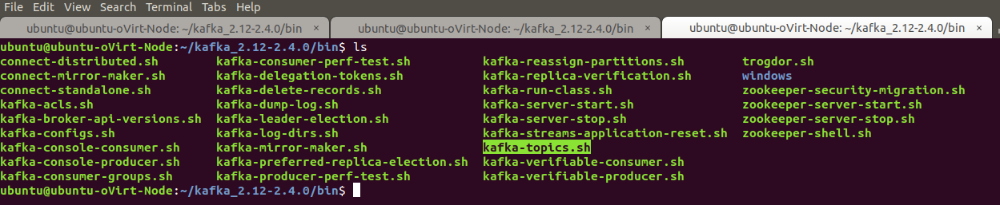 File Edit View Search Terminal Tabs Help
ubuntu@ubuntu-oVirt-Node: ~/kafka_2.12-2.4.0/bin × ubuntu@ubuntu-oVirt-Node: ~/kafka_2.12-2.4.0/bin × ubuntu@ubuntu-oVirt-Node: ~/kafka_2.12-2.4.0/bin ×
ubuntu@ubuntu-oVirt-Node:~/kafka_2.12-2.4.0/bin$ ls
connect-distributed.sh kafka-consumer-perf-test.sh kafka-reassign-partitions.sh trogdor.sh
connect-mirror-maker.sh kafka-delegation-tokens.sh kafka-replica-verification.sh windows
connect-standalone.sh kafka-delete-records.sh kafka-run-class.sh zookeeper-security-migration.sh
kafka-acls.sh kafka-dump-log.sh kafka-server-start.sh zookeeper-server-start.sh
kafka-broker-api-versions.sh kafka-leader-election.sh kafka-server-stop.sh zookeeper-server-stop.sh
kafka-configs.sh kafka-log-dirs.sh kafka-streams-application-reset.sh zookeeper-shell.sh
kafka-console-consumer.sh kafka-mirror-maker.sh kafka-topics.sh
kafka-console-producer.sh kafka-preferred-replica-election.sh kafka-verifiable-consumer.sh
kafka-consumer-groups.sh kafka-producer-perf-test.sh kafka-verifiable-producer.sh
ubuntu@ubuntu-oVirt-Node:~/kafka_2.12-2.4.0/bin$